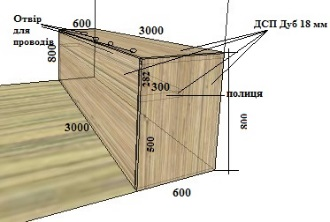 Отвір
для
проводів
600
3000
ДСП Дуб 18 мм
800
282
300
полиця
3000
500
800
600